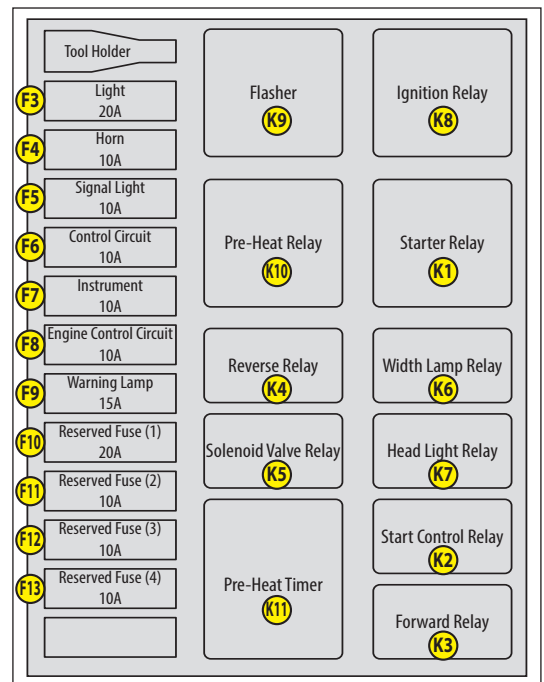 Tool Holder
F3
Light
20A
F4
Horn
10A
F5
Signal Light
10A
F6
Control Circuit
10A
F7
Instrument
10A
F8
Engine Control Circuit
10A
F9
Warning Lamp
15A
F10
Reserved Fuse (1)
20A
F11
Reserved Fuse (2)
10A
F12
Reserved Fuse (3)
10A
F13
Reserved Fuse (4)
10A
Flasher
K9
Pre-Heat Relay
K10
Reverse Relay
K4
Solenoid Valve Relay
K5
Pre-Heat Timer
K11
Ignition Relay
K8
Starter Relay
K1
Width Lamp Relay
K6
Head Light Relay
K7
Start Control Relay
K2
Forward Relay
K3